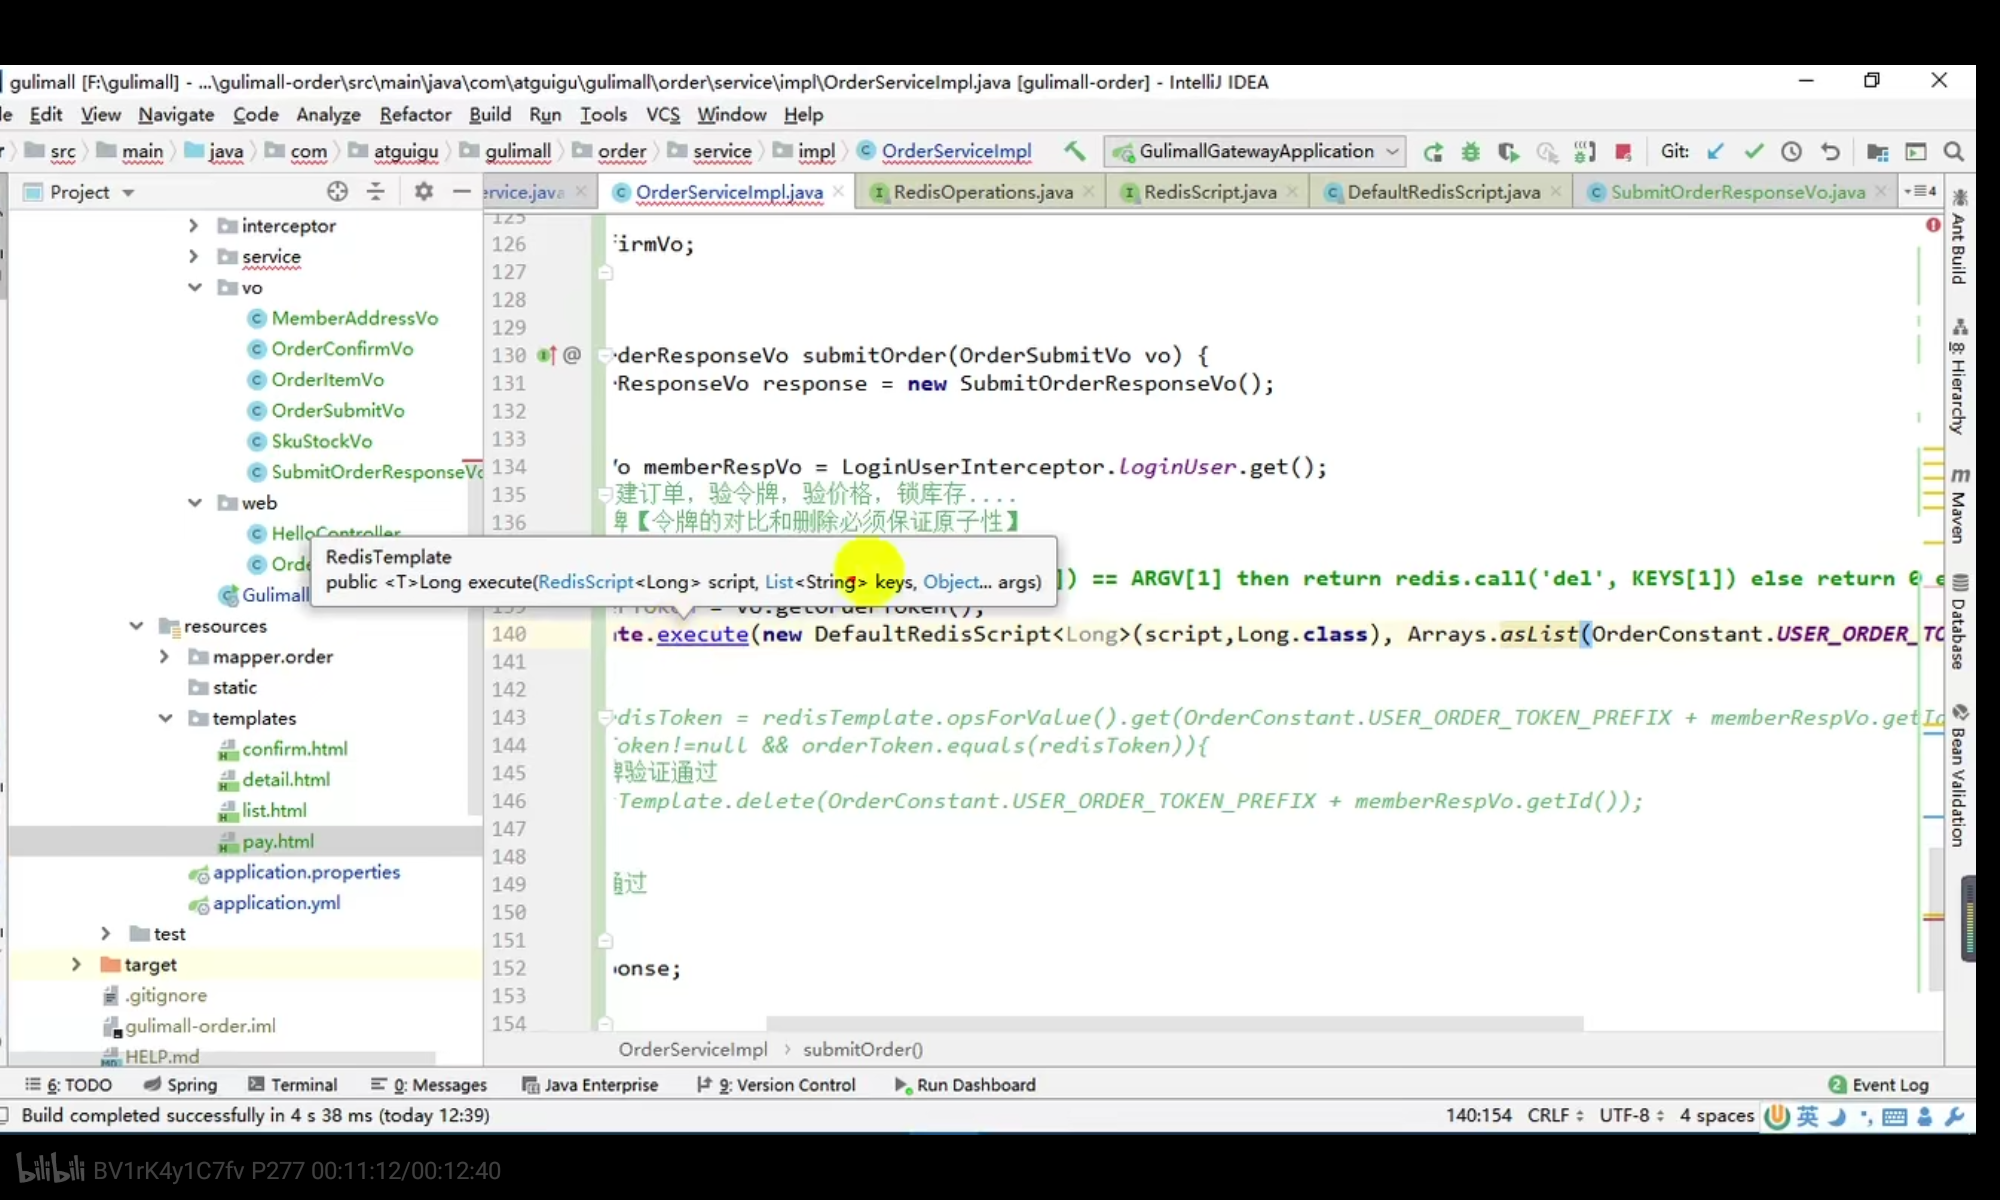 gulimall [F:\gulimall] - ...\gulimall-order\src\main\java\com\atguigu\gulimall\order\service\impl\OrderServiceImpl.java [gulimall-order] - IntelliJ IDEA
le Edit View Navigate Code Analyze Refactor Build Run Tools VCS Window Help
src main java com atguigu gulimall order service impl OrderServiceImpl GulimallGatewayApplication Git:
Project
ervice.java OrderServiceImpl.java RedisOperations.java RedisScript.java DefaultRedisScript.java SubmitOrderResponseVo.java 4
interceptor
service
vo
MemberAddressVo
OrderConfirmVo
OrderItemVo
OrderSubmitVo
SkuStockVo
SubmitOrderResponseVo
web
HelloController
Orde
Gulimall
resources
mapper.order
static
templates
confirm.html
detail.html
list.html
pay.html
application.properties
application.yml
test
target
.gitignore
gulimall-order.iml
HELP.md
125
126 firmVo;
127
128
129
130 @ derResponseVo submitOrder(OrderSubmitVo vo) {
131 ResponseVo response = new SubmitOrderResponseVo();
132
133
134 Vo memberRespVo = LoginUserInterceptor.loginUser.get();
135 建订单，验令牌，验价格，锁库存....
136 牌【令牌的对比和删除必须保证原子性】
RedisTemplate
public <T>Long execute(RedisScript<Long> script, List<String> keys, Object... args)
]) == ARGV[1] then return redis.call('del', KEYS[1]) else return 0 e
139 rToken = vo.getOrderToken();
140 te.execute(new DefaultRedisScript<Long>(script,Long.class), Arrays.asList(OrderConstant.USER_ORDER_TO
141
142
143 disToken = redisTemplate.opsForValue().get(OrderConstant.USER_ORDER_TOKEN_PREFIX + memberRespVo.getId
144 oken!=null && orderToken.equals(redisToken)){
145 牌验证通过
146 Template.delete(OrderConstant.USER_ORDER_TOKEN_PREFIX + memberRespVo.getId());
147
148
149 通过
150
151
152 onse;
153
154
OrderServiceImpl › submitOrder()
Ant Build
8: Hierarchy
Maven
Database
Bean Validation
6: TODO Spring Terminal 0: Messages Java Enterprise 9: Version Control Run Dashboard 2 Event Log
Build completed successfully in 4 s 38 ms (today 12:39) 140:154 CRLF UTF-8 4 spaces 英
bilibili BV1rK4y1C7fv P277 00:11:12/00:12:40